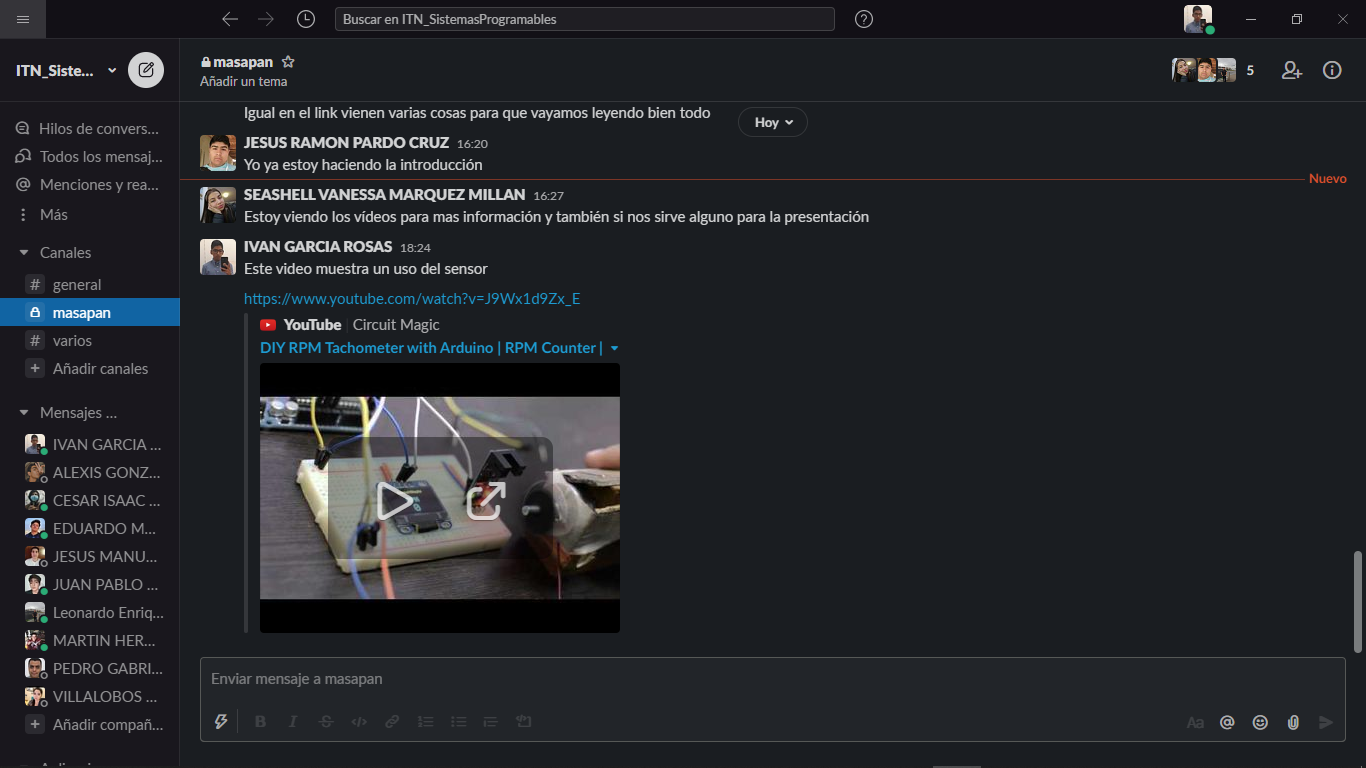 Buscar en ITN_SistemasProgramables
ITN_Siste...
Hilos de convers...
Todos los mensaj...
Menciones y rea...
Más
Canales
# general
masapan
# varios
+ Añadir canales
Mensajes ...
IVAN GARCIA ...
ALEXIS GONZ...
CESAR ISAAC ...
EDUARDO M...
JESUS MANU...
JUAN PABLO ...
Leonardo Enriq...
MARTIN HER...
PEDRO GABRI...
VILLALOBOS ...
+ Añadir compañ...
masapan
Añadir un tema
5
Igual en el link vienen varias cosas para que vayamos leyendo bien todo
Hoy
JESUS RAMON PARDO CRUZ 16:20
Yo ya estoy haciendo la introducción
Nuevo
SEASHELL VANESSA MARQUEZ MILLAN 16:27
Estoy viendo los vídeos para mas información y también si nos sirve alguno para la presentación
IVAN GARCIA ROSAS 18:24
Este video muestra un uso del sensor
https://www.youtube.com/watch?v=J9Wx1d9Zx_E
YouTube | Circuit Magic
DIY RPM Tachometer with Arduino | RPM Counter |
Enviar mensaje a masapan
B I S </> Aa @